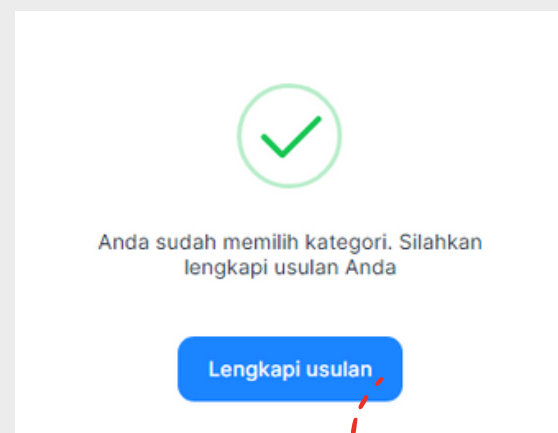 Anda sudah memilih kategori. Silahkan
lengkapi usulan Anda
Lengkapi usulan